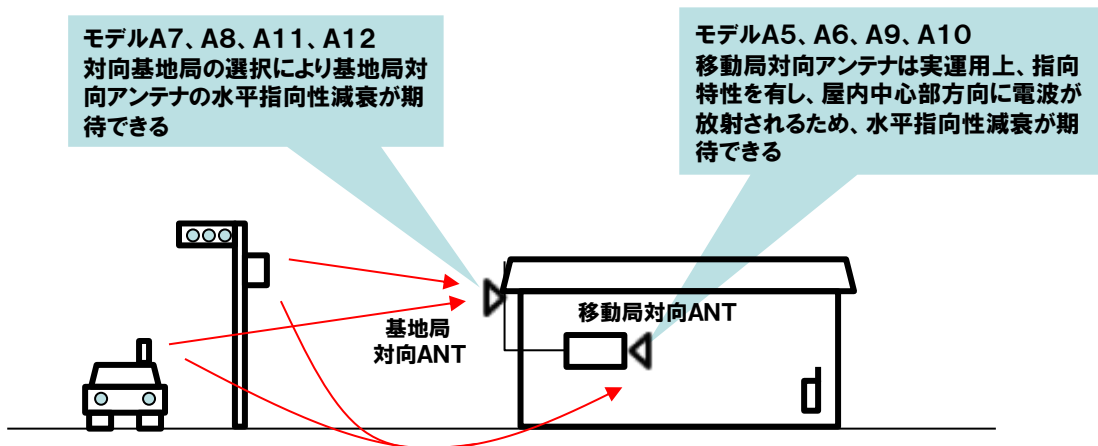 モデルA7、A8、A11、A12
対向基地局の選択により基地局対
向アンテナの水平指向性減衰が期
待できる
モデルA5、A6、A9、A10
移動局対向アンテナは実運用上、指向
特性を有し、屋内中心部方向に電波が
放射されるため、水平指向性減衰が期
待できる
基地局
対向ANT
移動局対向ANT